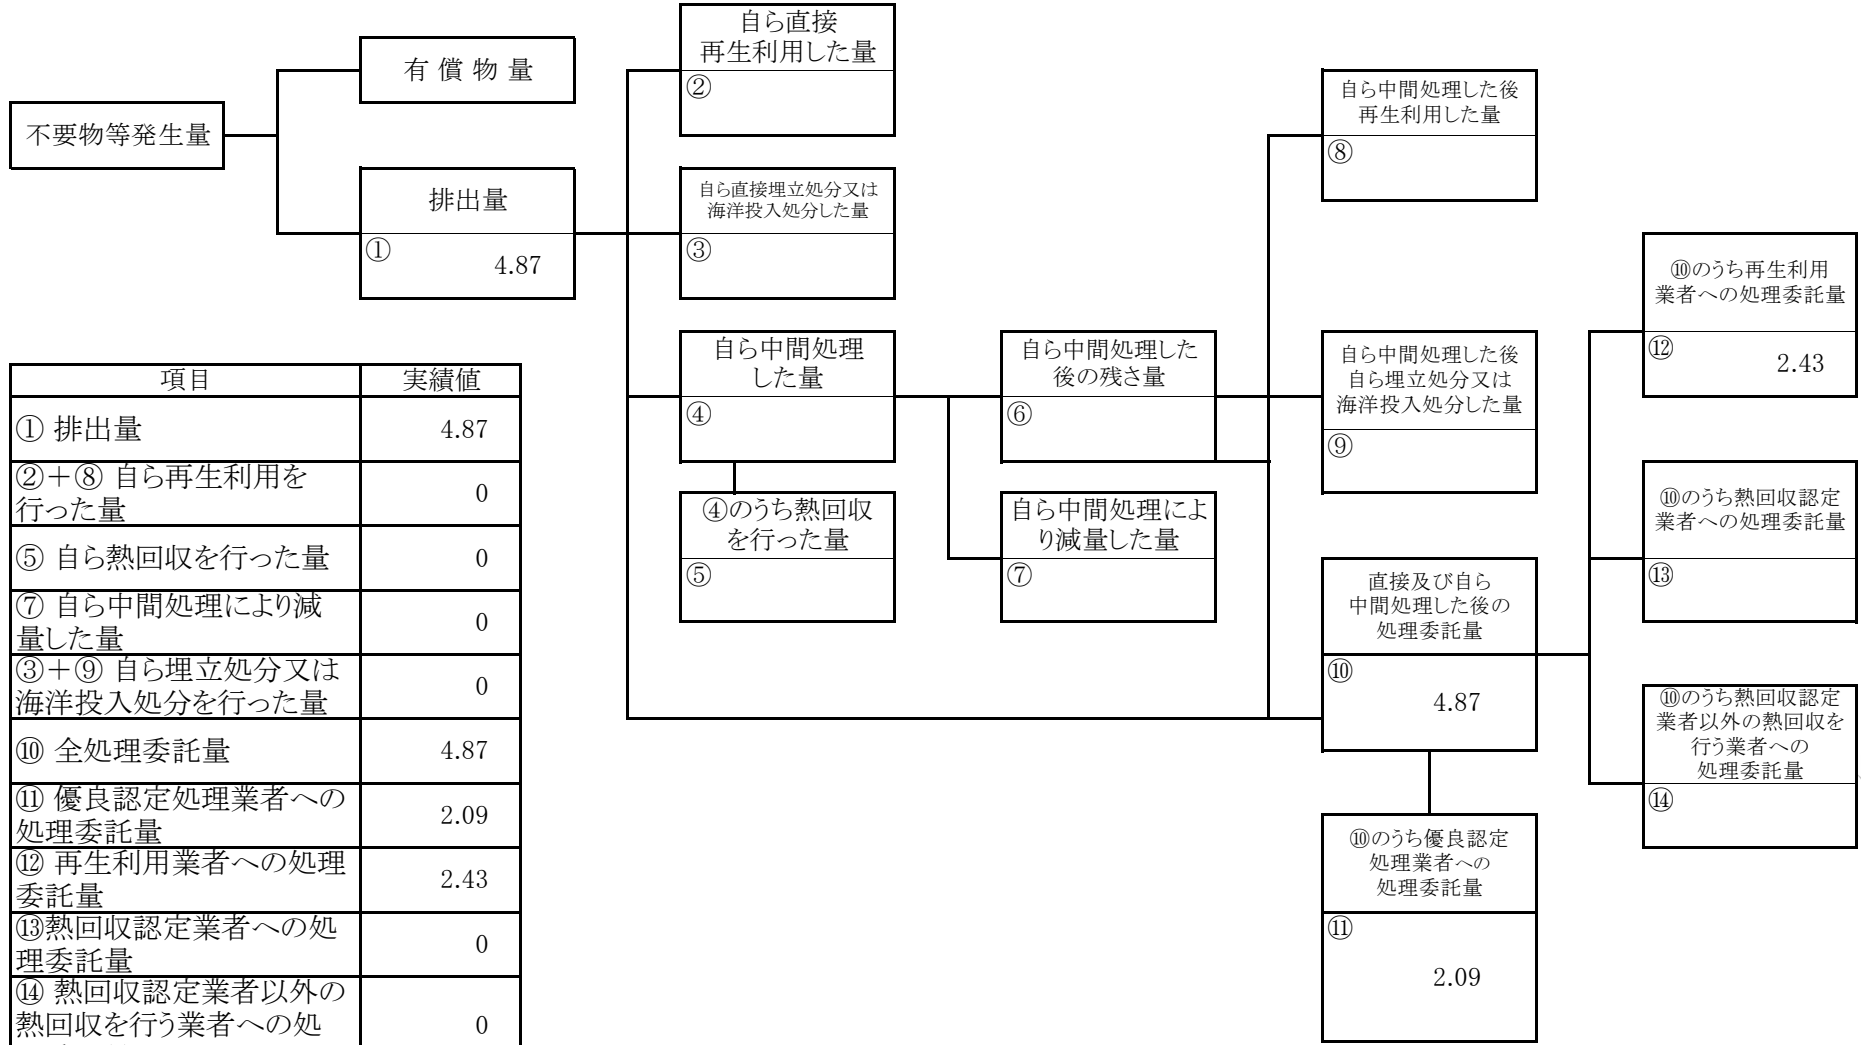 不要物等発生量
有 償 物 量
排出量
①
4.87
自ら直接
再生利用した量
②
自ら直接埋立処分又は
海洋投入処分した量
③
自ら中間処理
した量
④
④のうち熱回収
を行った量
⑤
自ら中間処理した
後の残さ量
⑥
自ら中間処理によ
り減量した量
⑦
自ら中間処理した後
再生利用した量
⑧
自ら中間処理した後
自ら埋立処分又は
海洋投入処分した量
⑨
直接及び自ら
中間処理した後の
処理委託量
⑩
4.87
⑩のうち優良認定
処理業者への
処理委託量
⑪
2.09
⑩のうち再生利用
業者への処理委託量
⑫
2.43
⑩のうち熱回収認定
業者への処理委託量
⑬
⑩のうち熱回収認定
業者以外の熱回収を
行う業者への
処理委託量
⑭
項目 実績値
① 排出量 4.87
②+⑧ 自ら再生利用を
行った量 0
⑤ 自ら熱回収を行った量 0
⑦ 自ら中間処理により減
量した量 0
③+⑨ 自ら埋立処分又は
海洋投入処分を行った量 0
⑩ 全処理委託量 4.87
⑪ 優良認定処理業者への
処理委託量 2.09
⑫ 再生利用業者への処理
委託量 2.43
⑬熱回収認定業者への処
理委託量 0
⑭ 熱回収認定業者以外の
熱回収を行う業者への処 0